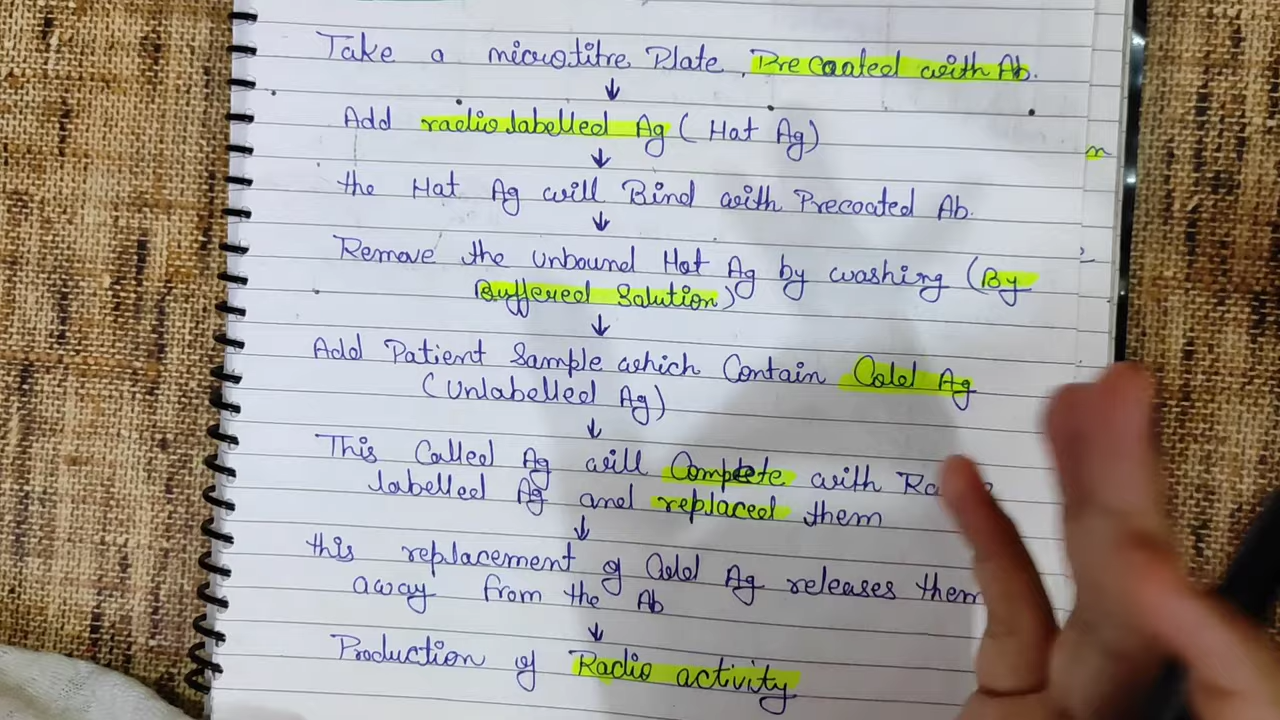 Take a microtitre Plate, Pre Coated with Ab.
↓
Add radiolabelled Ag (Hot Ag)
↓
the Hot Ag will Bind with Precoated Ab.
↓
Remove the unbound Hot Ag by washing (By
Buffered Solution)
↓
Add Patient Sample which Contain Cold Ag
(Unlabelled Ag)
↓
This Called Ag will Complete with
labelled Ag and replaced them
↓
this replacement of Cold Ag releases them
away from the Ab
↓
Production of Radio activity